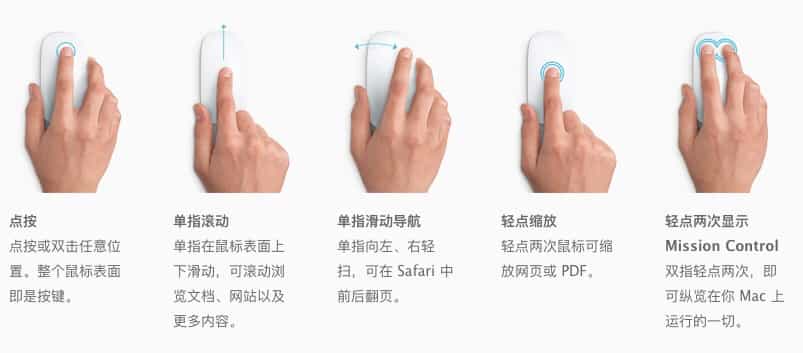 点按
点按或双击任意位
置。整个鼠标表面
即是按键。
单指滚动
单指在鼠标表面上
下滑动，可滚动浏
览文档、网站以及
更多内容。
单指滑动导航
单指向左、右轻
扫，可在 Safari 中
前后翻页。
轻点缩放
轻点两次鼠标可缩
放网页或 PDF。
轻点两次显示
Mission Control
双指轻点两次，即
可纵览在你 Mac 上
运行的一切。